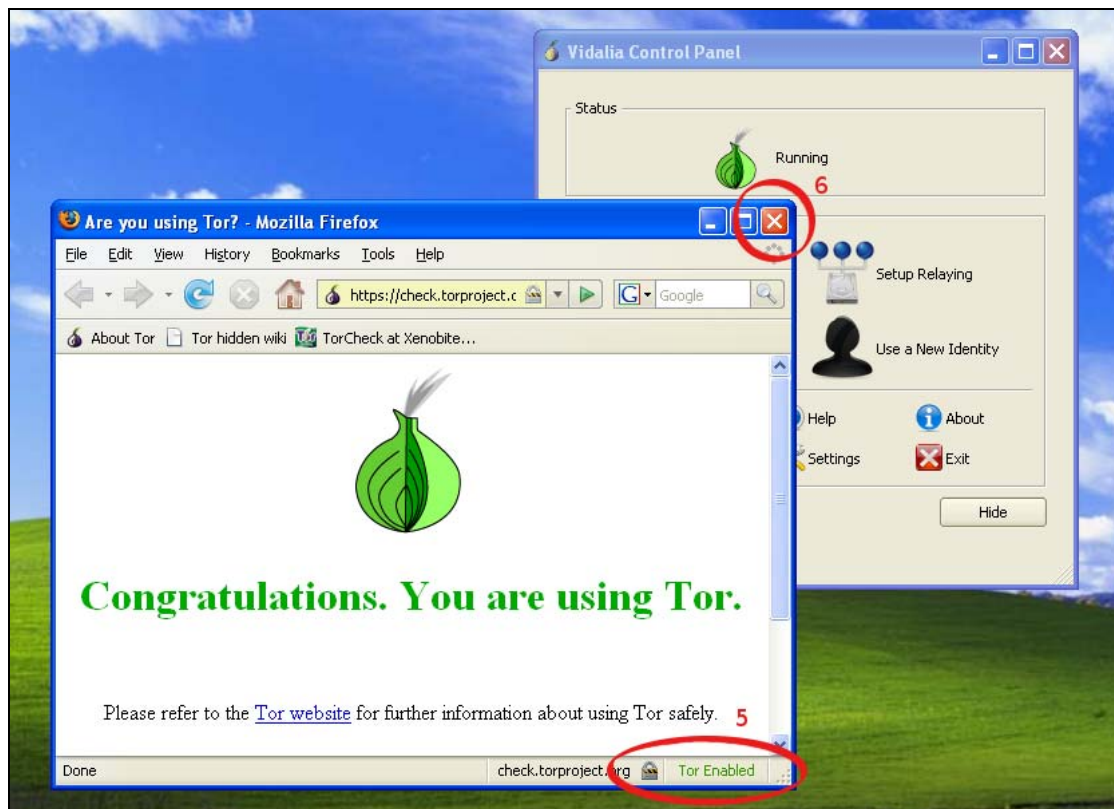 Vidalia Control Panel
Status
Running
6
Are you using Tor? - Mozilla Firefox
File Edit View History Bookmarks Tools Help
Setup Relaying
https://check.torproject.c
G Google
About Tor Tor hidden wiki TorCheck at Xenobite...
Use a New Identity
Help About
Settings Exit
Hide
Congratulations. You are using Tor.
Please refer to the Tor website for further information about using Tor safely.
5
Done check.torproject.org Tor Enabled